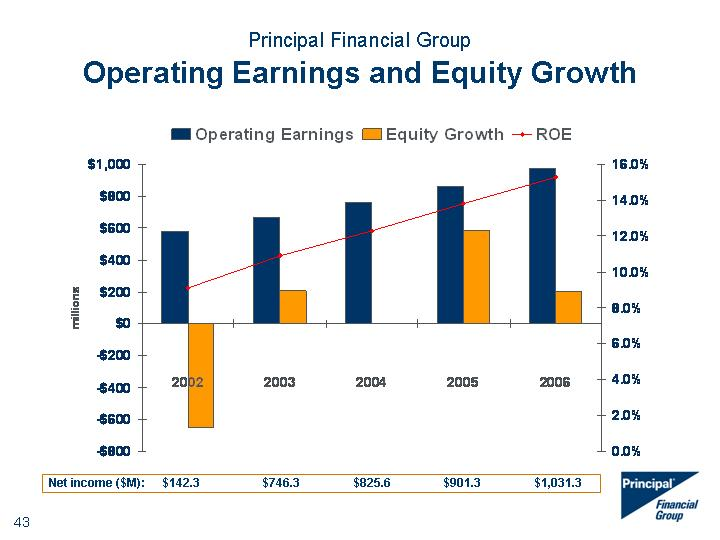 Principal Financial Group
Operating Earnings and Equity Growth
Operating Earnings Equity Growth ROE
$1,000
$800
$600
$400
$200
$0
-$200
-$400
-$600
-$800
millions
16.0%
14.0%
12.0%
10.0%
8.0%
6.0%
4.0%
2.0%
0.0%
2002 2003 2004 2005 2006
Net income ($M): $142.3 $746.3 $825.6 $901.3 $1,031.3
Principal
Financial
Group
43